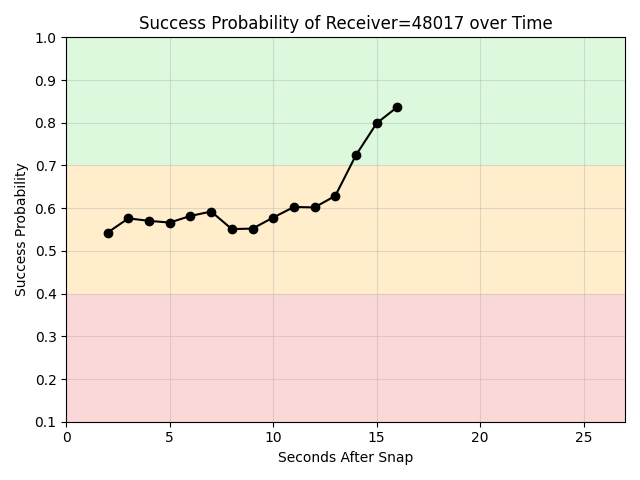 Success Probability of Receiver=48017 over Time
1.0
0.9
0.8
0.7
0.6
0.5
0.4
0.3
0.2
0.1
Success Probability
0 5 10 15 20 25
Seconds After Snap